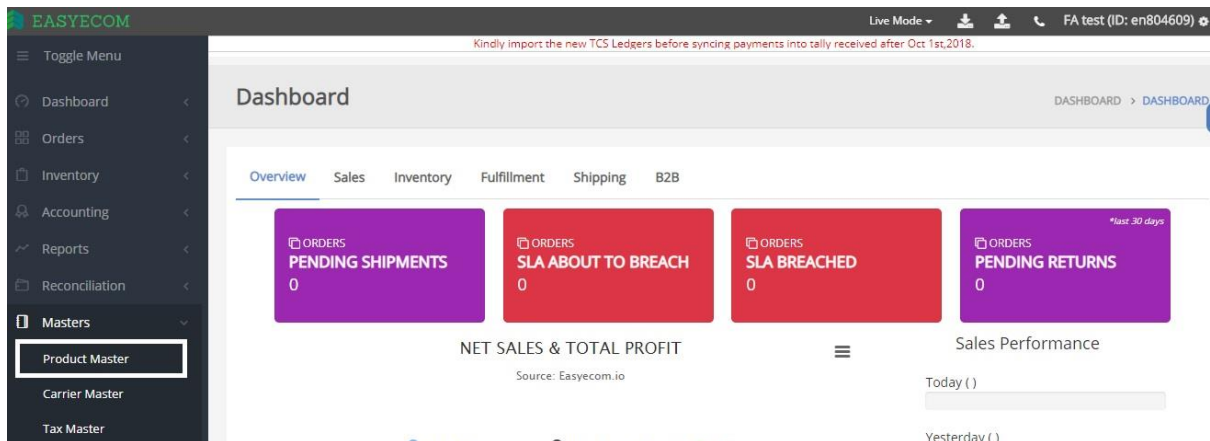 EASYECOM
Live Mode
FA test (ID: en804609)
Kindly import the new TCS Ledgers before syncing payments into tally received after Oct 1st,2018.
Toggle Menu
Dashboard
Orders
Inventory
Accounting
Reports
Reconciliation
Masters
Product Master
Carrier Master
Tax Master
Dashboard
DASHBOARD > DASHBOARD
Overview Sales Inventory Fulfillment Shipping B2B
ORDERS
PENDING SHIPMENTS
0
ORDERS
SLA ABOUT TO BREACH
0
ORDERS
SLA BREACHED
0
*last 30 days
ORDERS
PENDING RETURNS
0
NET SALES & TOTAL PROFIT
Source: Easyecom.io
Sales Performance
Today ( )
Yesterday ( )